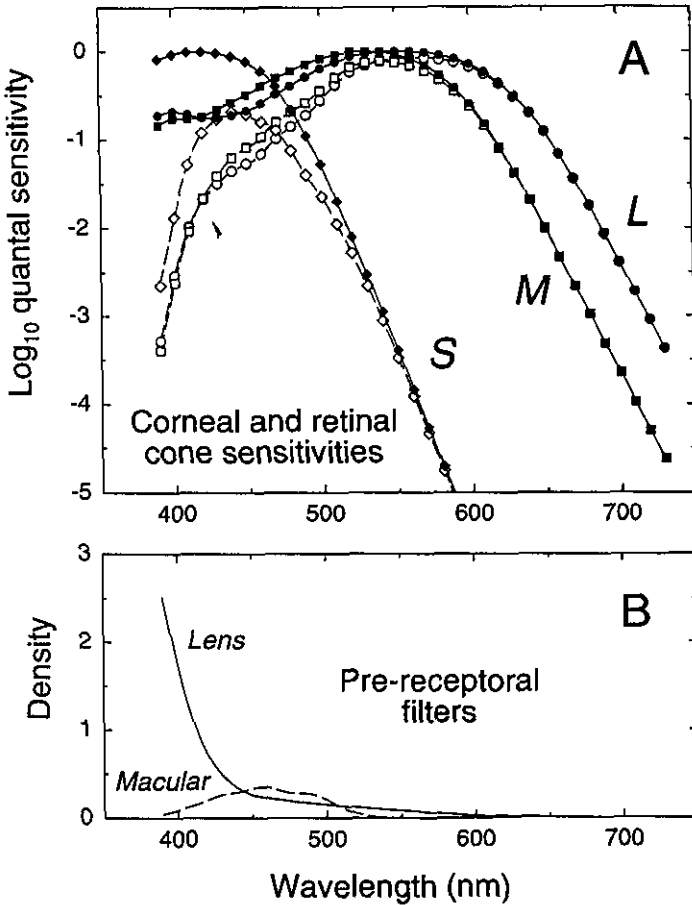 A
0
-1
-2
-3
-4
-5
Log10 quantal sensitivity
L
M
S
Corneal and retinal
cone sensitivities
400
500
600
700
3
2
1
0
Density
B
Lens
Macular
Pre-receptoral
filters
400
500
600
700
Wavelength (nm)